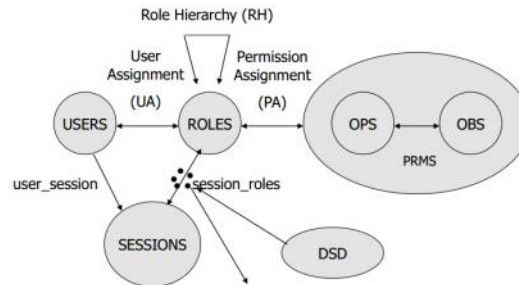 Role Hierarchy (RH)
User
Assignment
(UA)
Permission
Assignment
(PA)
USERS
ROLES
OPS
OBS
PRMS
user_session
session_roles
SESSIONS
DSD